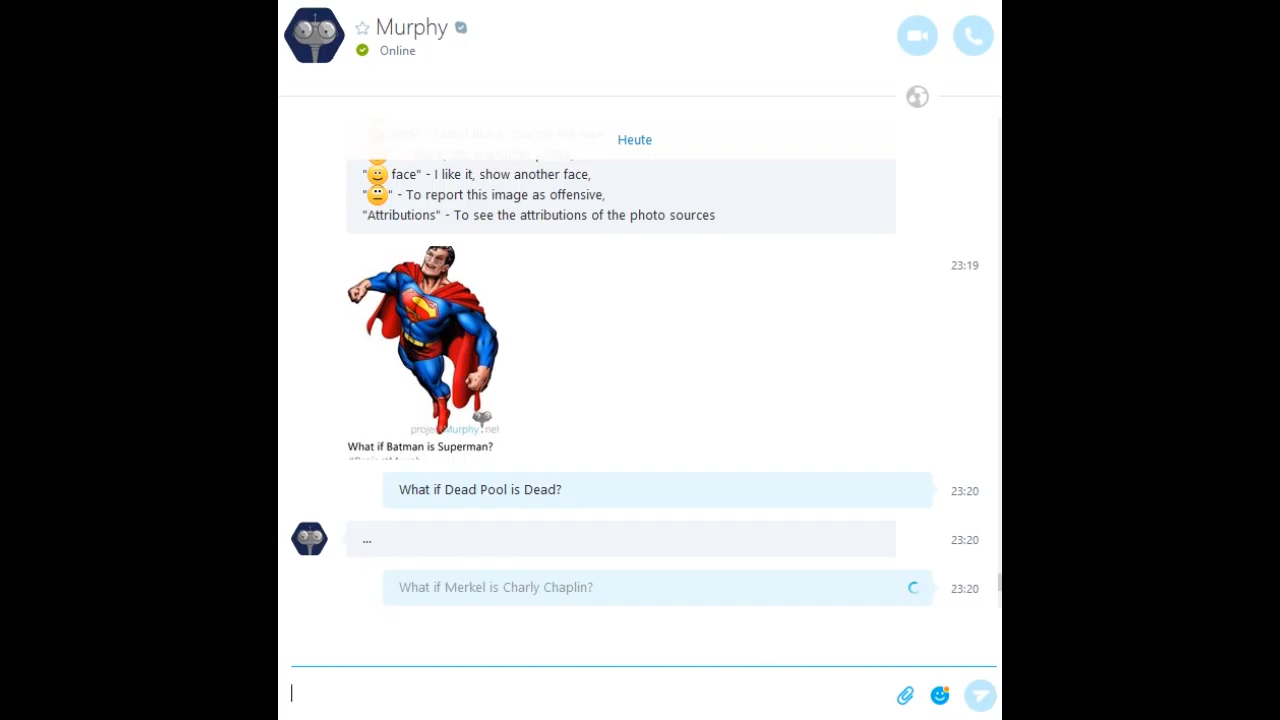 Murphy
Online
Heute
"🙂 face" - I like it, show another face,
"😐" - To report this image as offensive,
"Attributions" - To see the attributions of the photo sources
23:19
projectMurphy.net
What if Batman is Superman?
What if Dead Pool is Dead?
23:20
...
23:20
What if Merkel is Charly Chaplin?
23:20